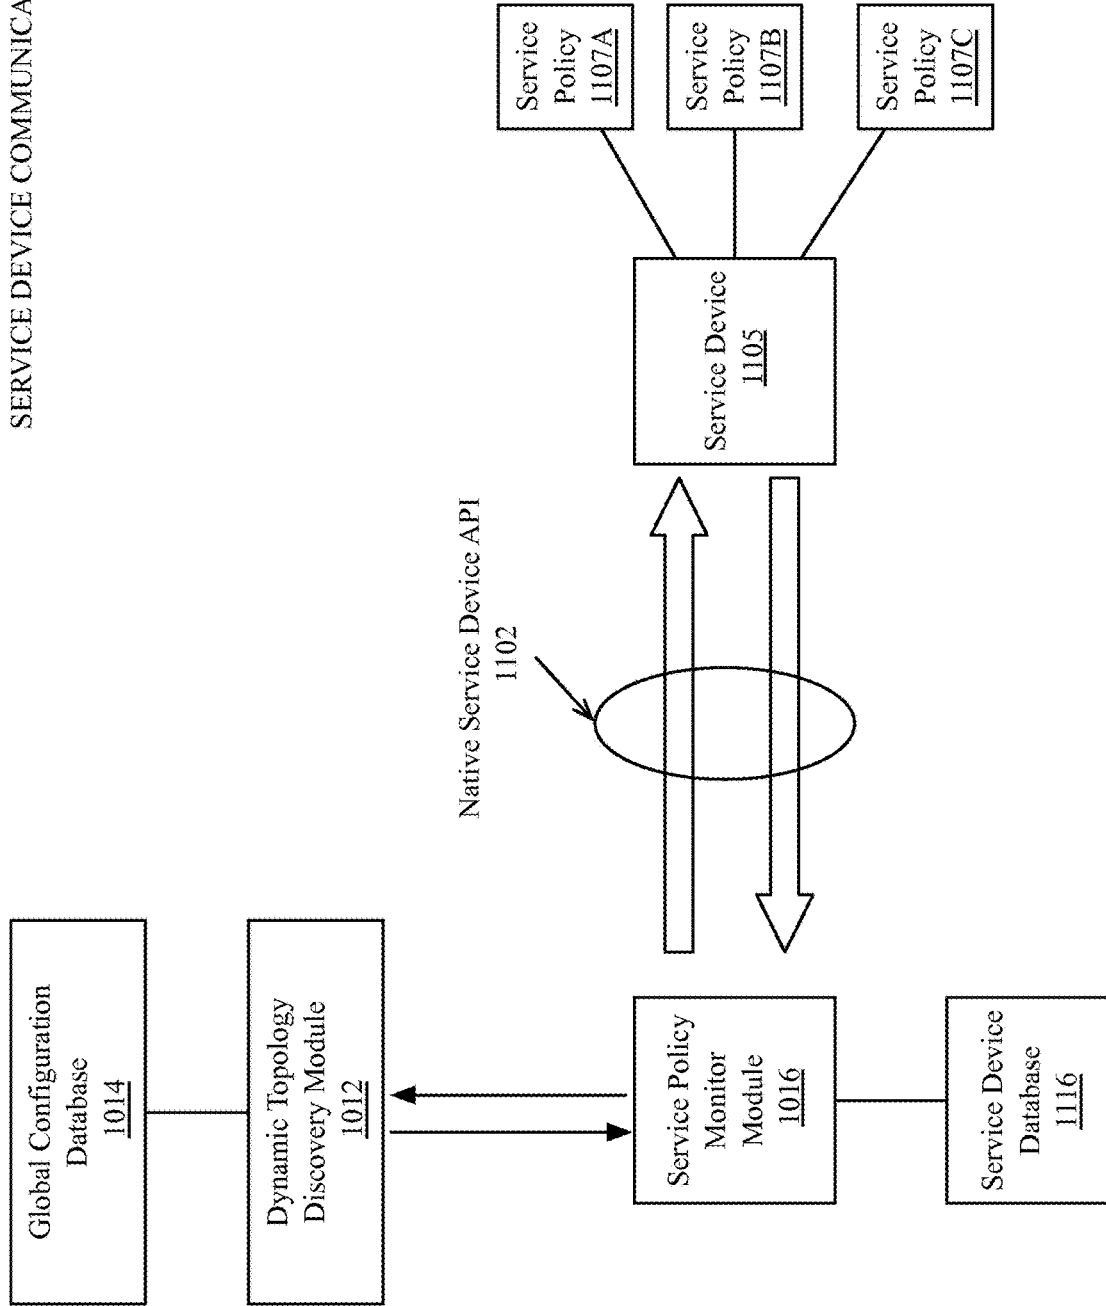 SERVICE DEVICE
Global Configuration
Database
1014
Dynamic Topology
Discovery Module
1012
Service Policy
Monitor
Module
1016
Service Device
Database
1116
Native Service Device API
1102
Service Device
1105
Service
Policy
1107A
Service
Policy
1107B
Service
Policy
1107C